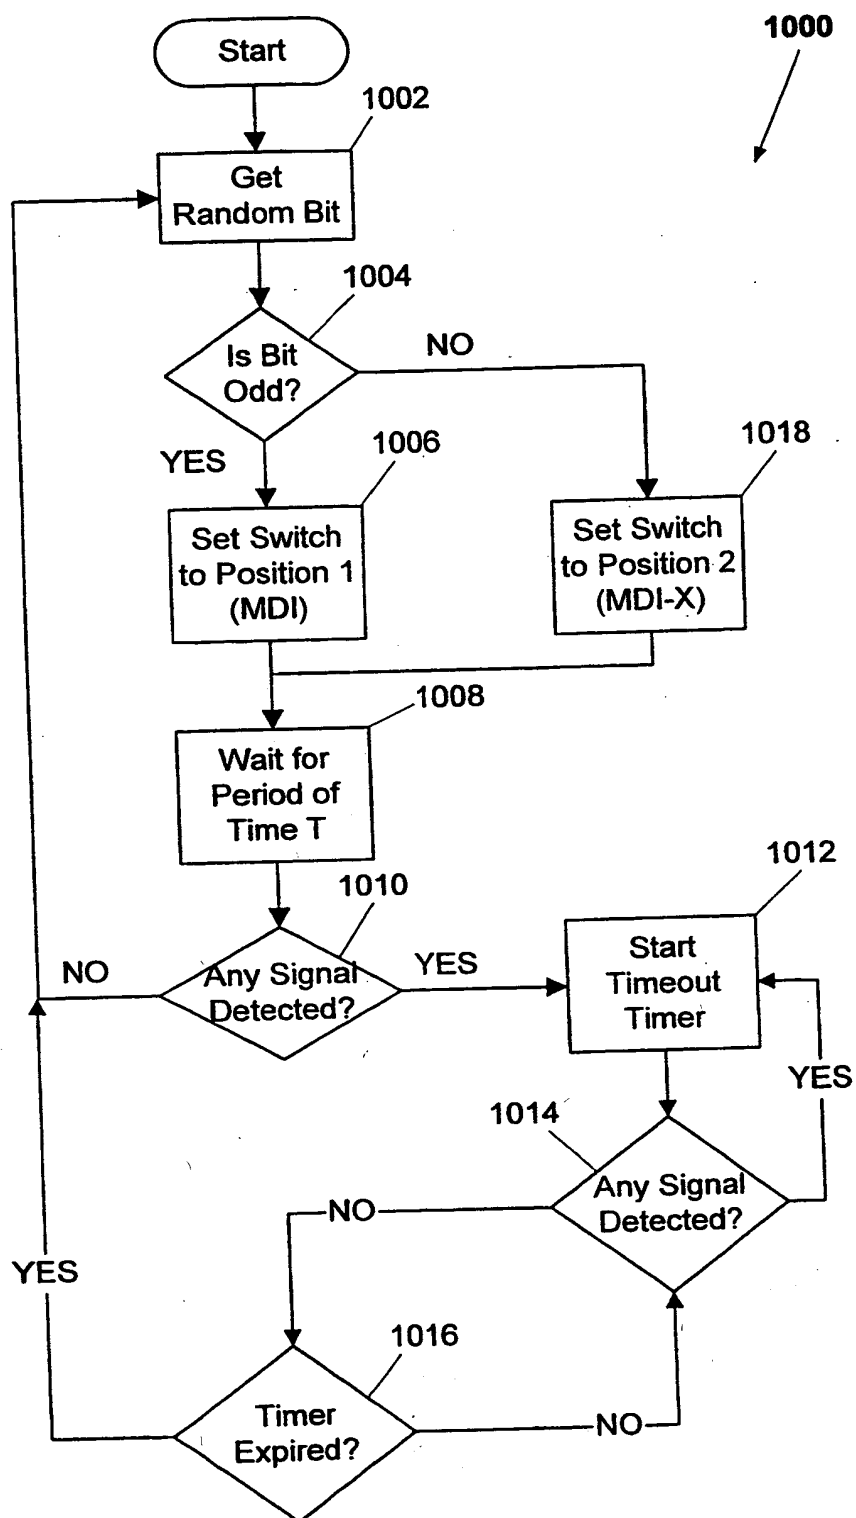 1000
Start
1002
Get
Random Bit
1004
Is Bit
Odd?
NO
YES
1006
1018
Set Switch
to Position 1
(MDI)
Set Switch
to Position 2
(MDI-X)
1008
Wait for
Period of
Time T
1010
1012
NO
Any Signal
Detected?
YES
Start
Timeout
Timer
YES
1014
Any Signal
Detected?
NO
YES
1016
Timer
Expired?
NO